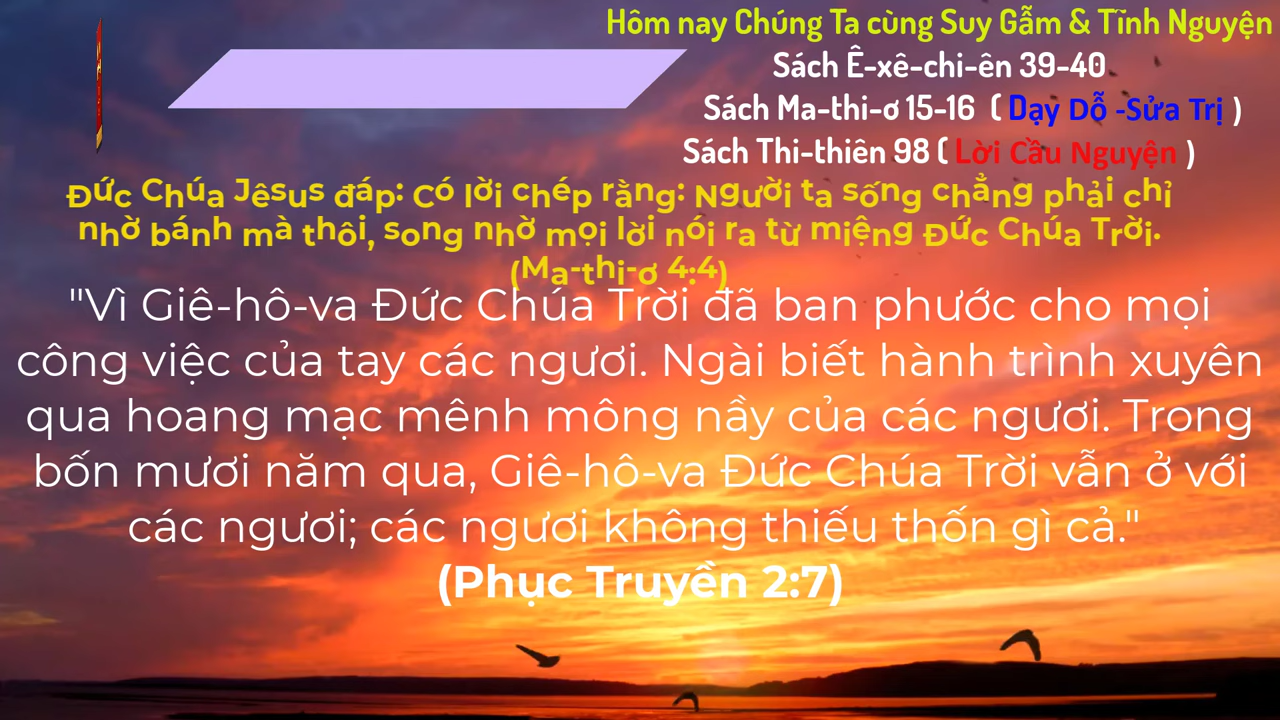 Hôm nay Chúng Ta cùng Suy Gẫm & Tĩnh Nguyện
Sách Ê-xê-chi-ên 39-40
Sách Ma-thi-ơ 15-16 ( Dạy Dỗ -Sửa Trị )
Sách Thi-thiên 98 ( Lời Cầu Nguyện )
Đức Chúa Jêsus đáp: Có lời chép rằng: Người ta sống chẳng phải chỉ
nhờ bánh mà thôi, song nhờ mọi lời nói ra từ miệng Đức Chúa Trời.
(Ma-thi-ơ 4:4)
"Vì Giê-hô-va Đức Chúa Trời đã ban phước cho mọi
công việc của tay các ngươi. Ngài biết hành trình xuyên
qua hoang mạc mênh mông nầy của các ngươi. Trong
bốn mươi năm qua, Giê-hô-va Đức Chúa Trời vẫn ở với
các ngươi; các ngươi không thiếu thốn gì cả."
(Phục Truyền 2:7)